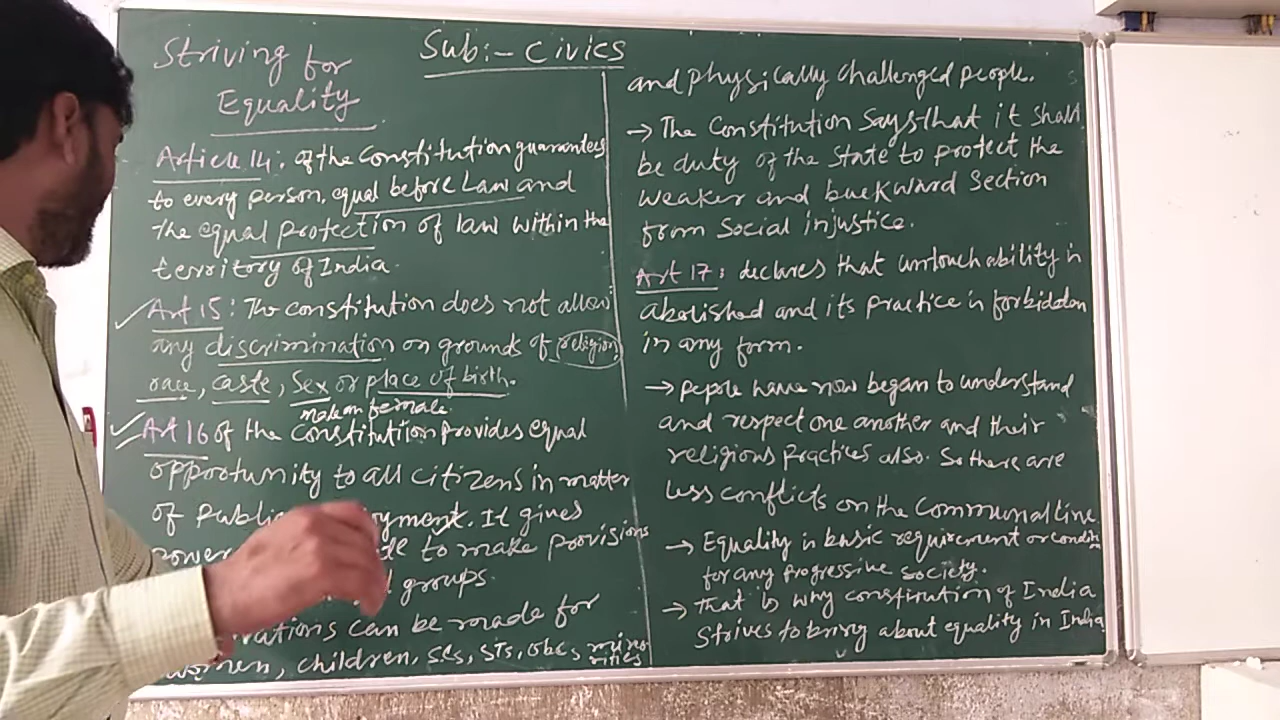 Sub:- Civics
Striving for
Equality
Article 14: of the Constitution guarantees
to every person, equal before Law and
The equal protection of law within the
territory of India.
Art 15: The constitution does not allow
any discrimination on grounds of religion,
race, caste, Sex or place of birth.
male or female.
Art 16 of the Constitution provides equal
opportunity to all citizens in matter
of Public. It gives
to make provisions
groups.
can be made for
women, children, SCs, STs, obc, mino
rities
and physically challenged people.
→ The Constitution Says that it should
be duty of the State to protect the
weaker and backward Section
from Social injustice.
Art 17: declares that untouchability is
abolished and its practice is forbidden
in any form.
→ pepole have now began to understand
and respect one another and their
religious practices also. So there are
less conflicts on the Communal line
→ Equality is basic requirement or condition
for any progressive society.
→ That is why constitution of India
Strives to bring about equality in India